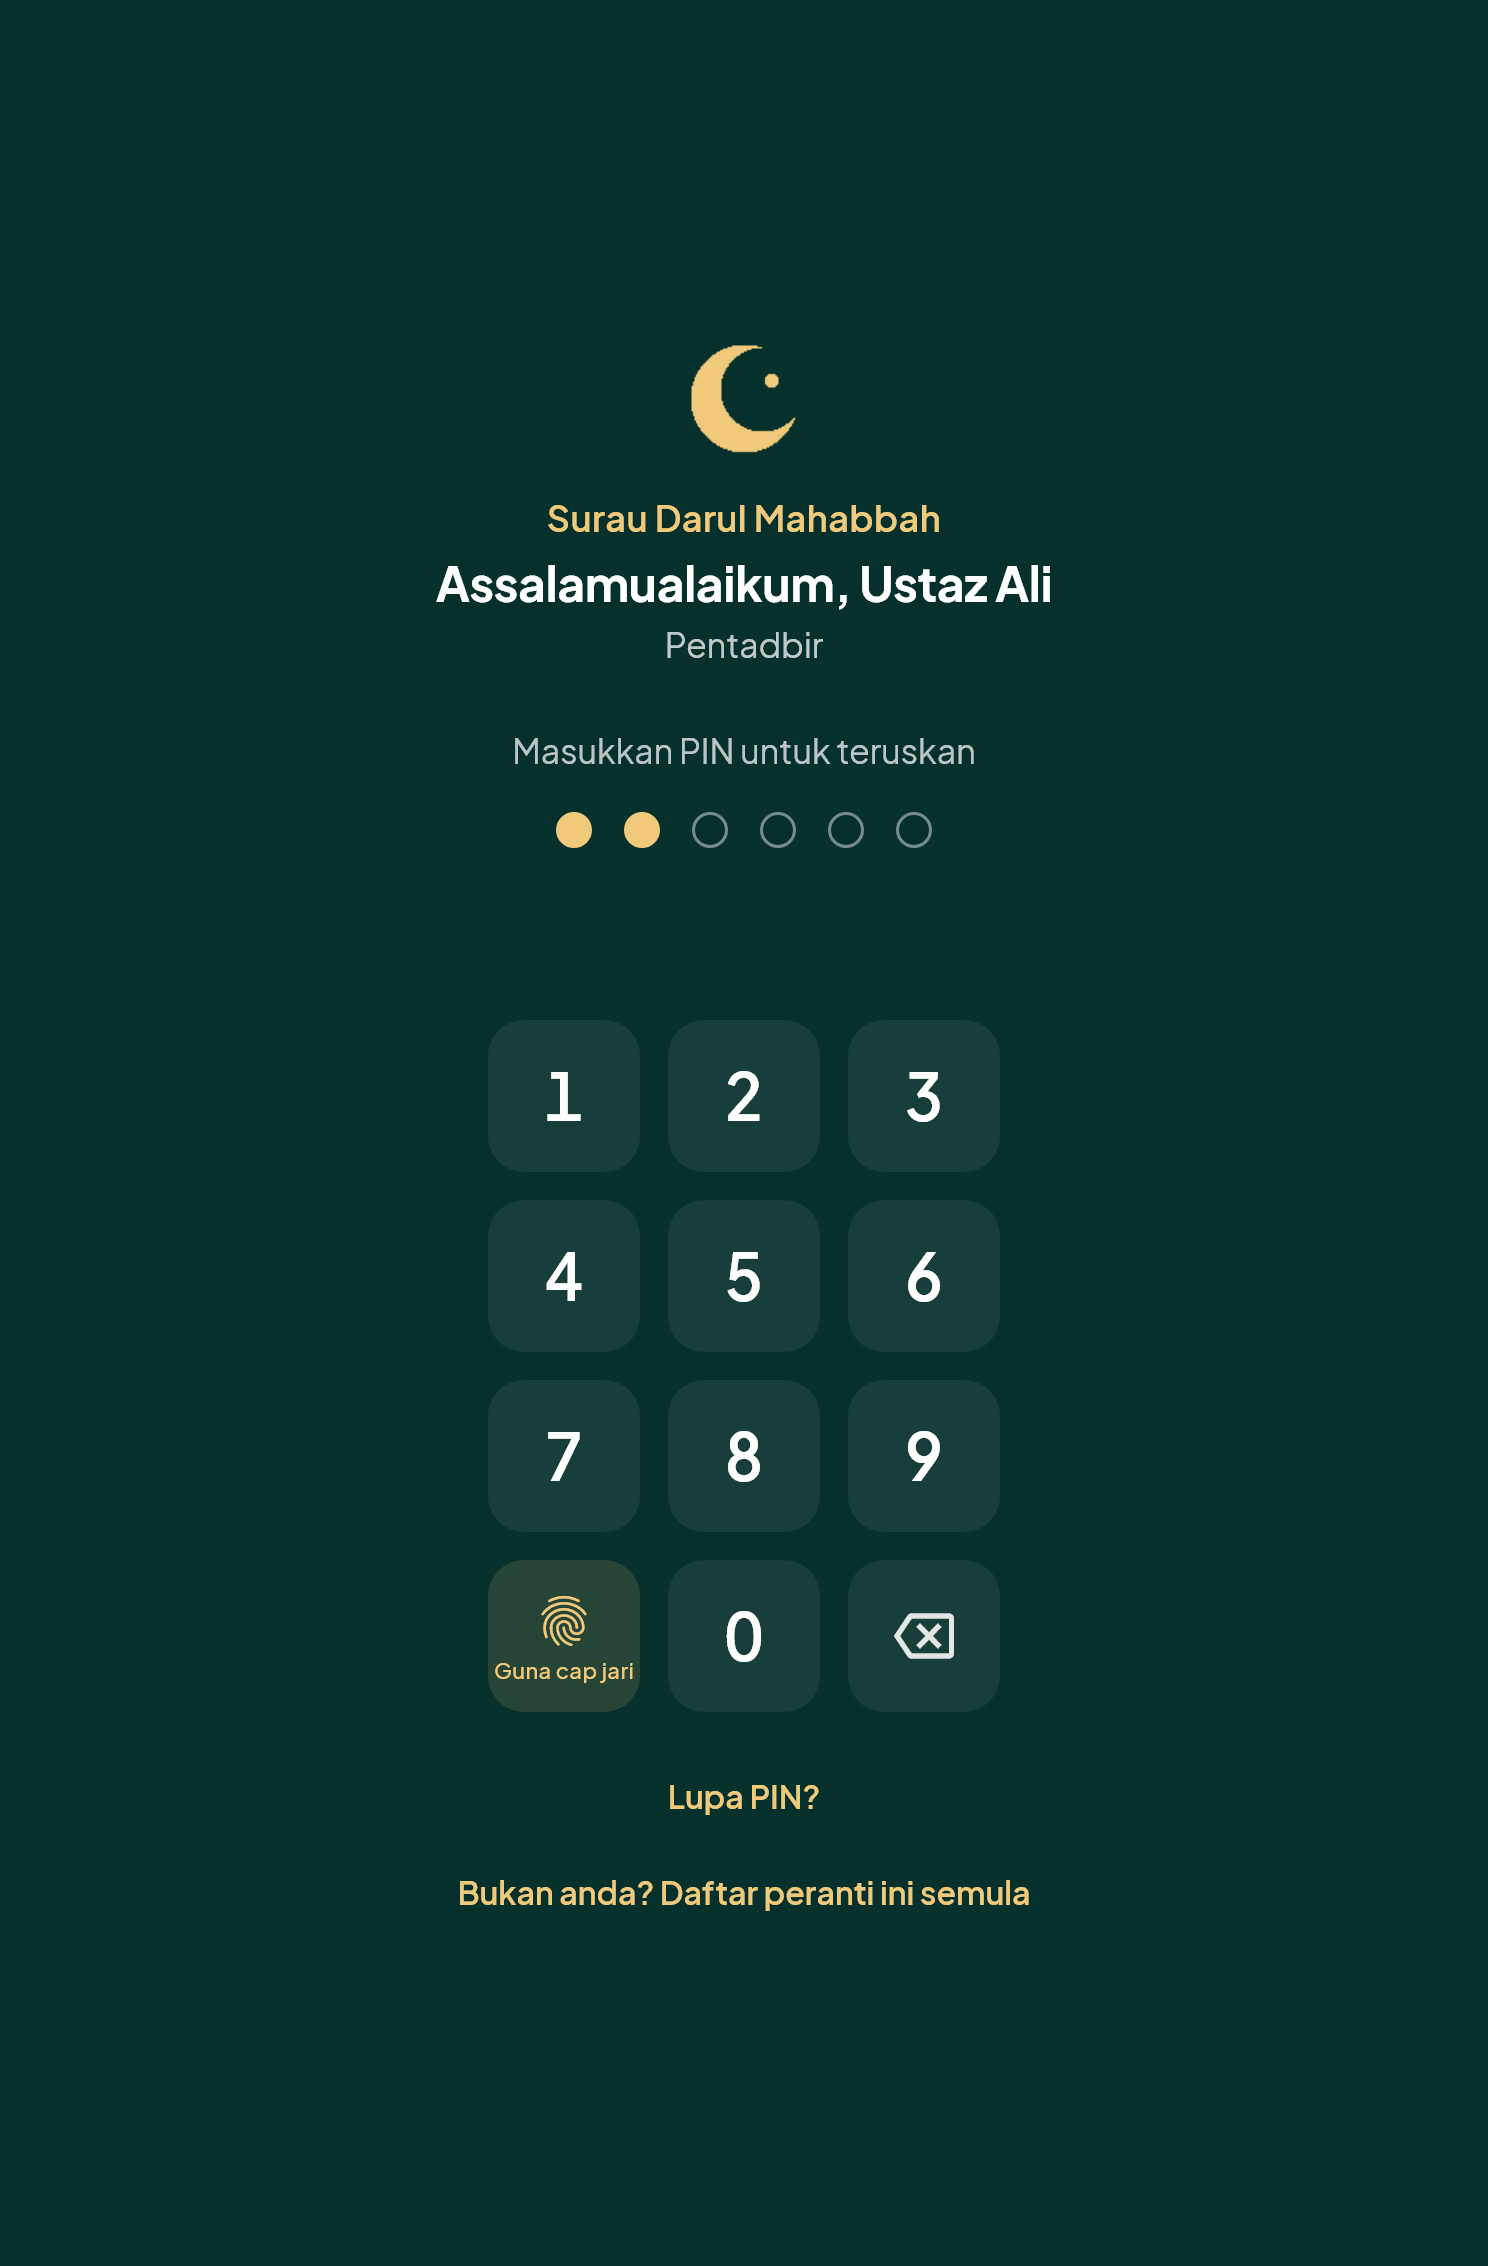 Surau Darul Mahabbah
Assalamualaikum, Ustaz Ali
Pentadbir
Masukkan PIN untuk teruskan
1 2 3
4 5 6
7 8 9
Guna cap jari 0
Lupa PIN?
Bukan anda? Daftar peranti ini semula